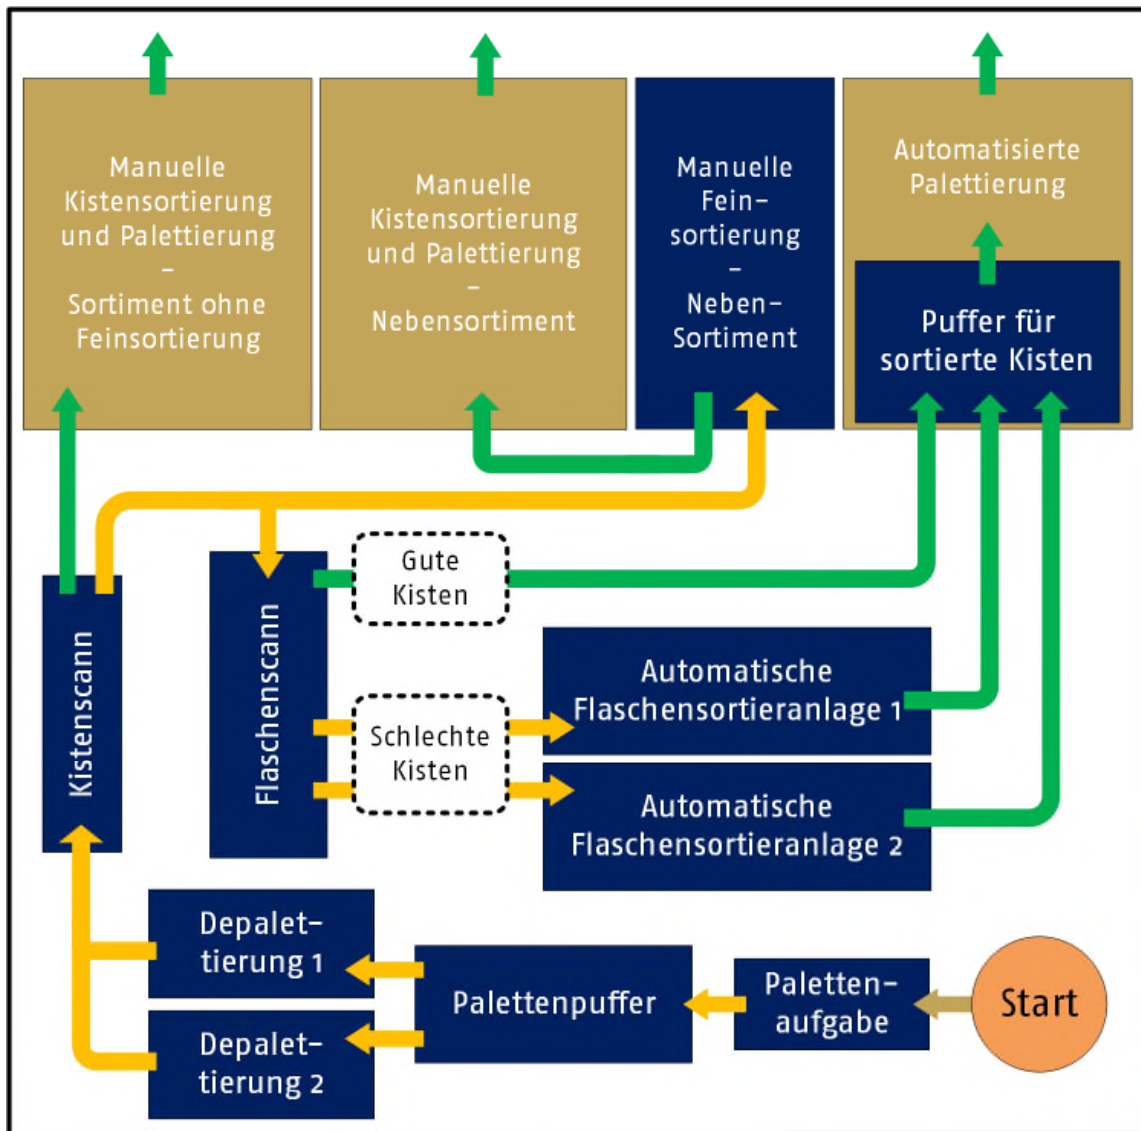 Manuelle
Kistensortierung
und Palettierung
–
Sortiment ohne
Feinsortierung
Manuelle
Kistensortierung
und Palettierung
–
Nebensortiment
Manuelle
Fein–
sortierung
–
Neben–
Sortiment
Automatisierte
Palettierung
Puffer für
sortierte Kisten
Gute
Kisten
Flaschenscann
Kistenscann
Schlechte
Kisten
Automatische
Flaschensortieranlage 1
Automatische
Flaschensortieranlage 2
Depalet–
tierung 1
Depalet–
tierung 2
Palettenpuffer
Paletten–
aufgabe
Start